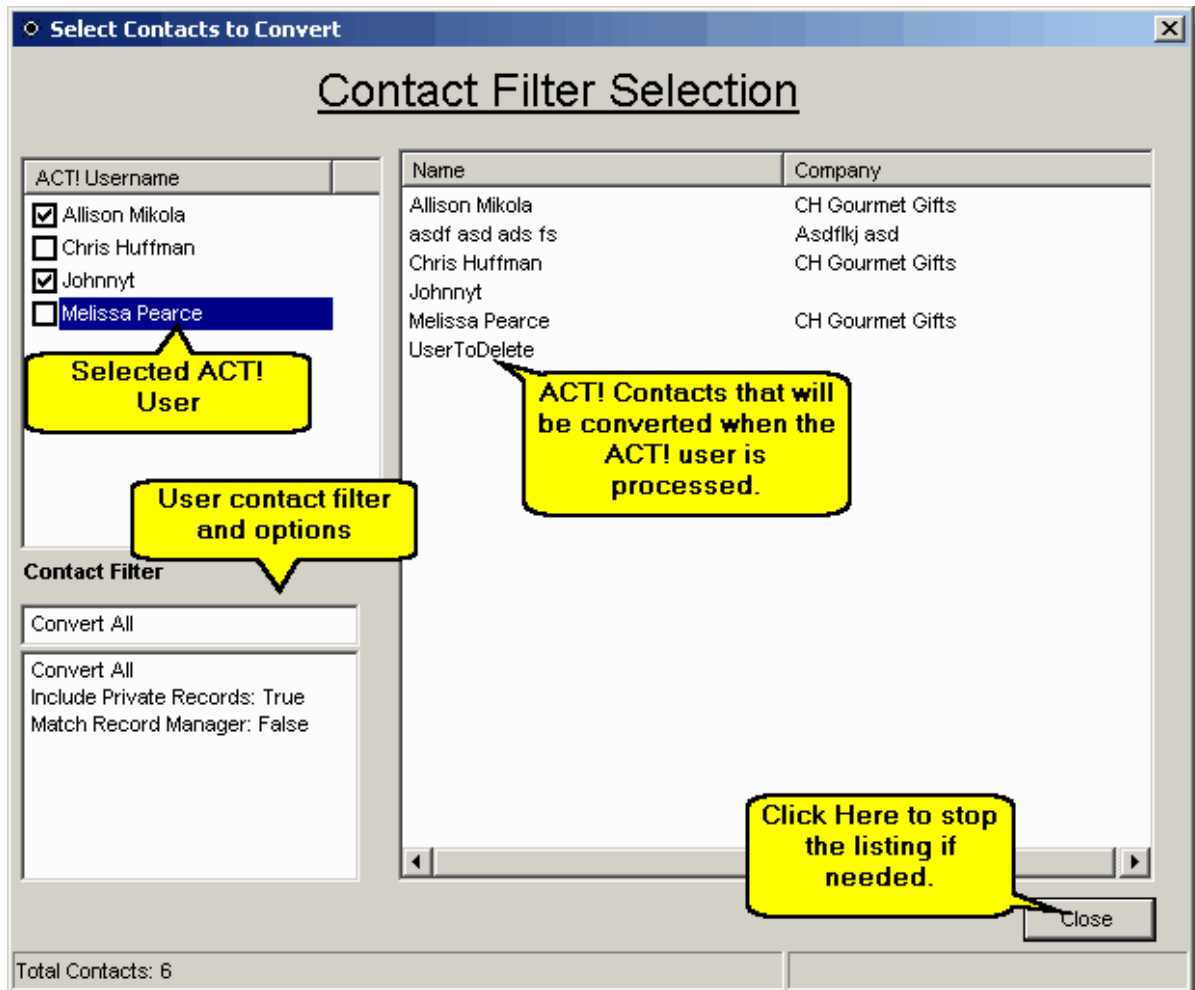 Select Contacts to Convert
Contact Filter Selection
ACT! Username
Allison Mikola
Chris Huffman
Johnnyt
Melissa Pearce
Selected ACT!
User
User contact filter
and options
Contact Filter
Convert All
Convert All
Include Private Records: True
Match Record Manager: False
Name Company
Allison Mikola CH Gourmet Gifts
asdf asd ads fs Asdflkj asd
Chris Huffman CH Gourmet Gifts
Johnnyt
Melissa Pearce CH Gourmet Gifts
UserToDelete
ACT! Contacts that will
be converted when the
ACT! user is
processed.
Click Here to stop
the listing if
needed.
Close
Total Contacts: 6